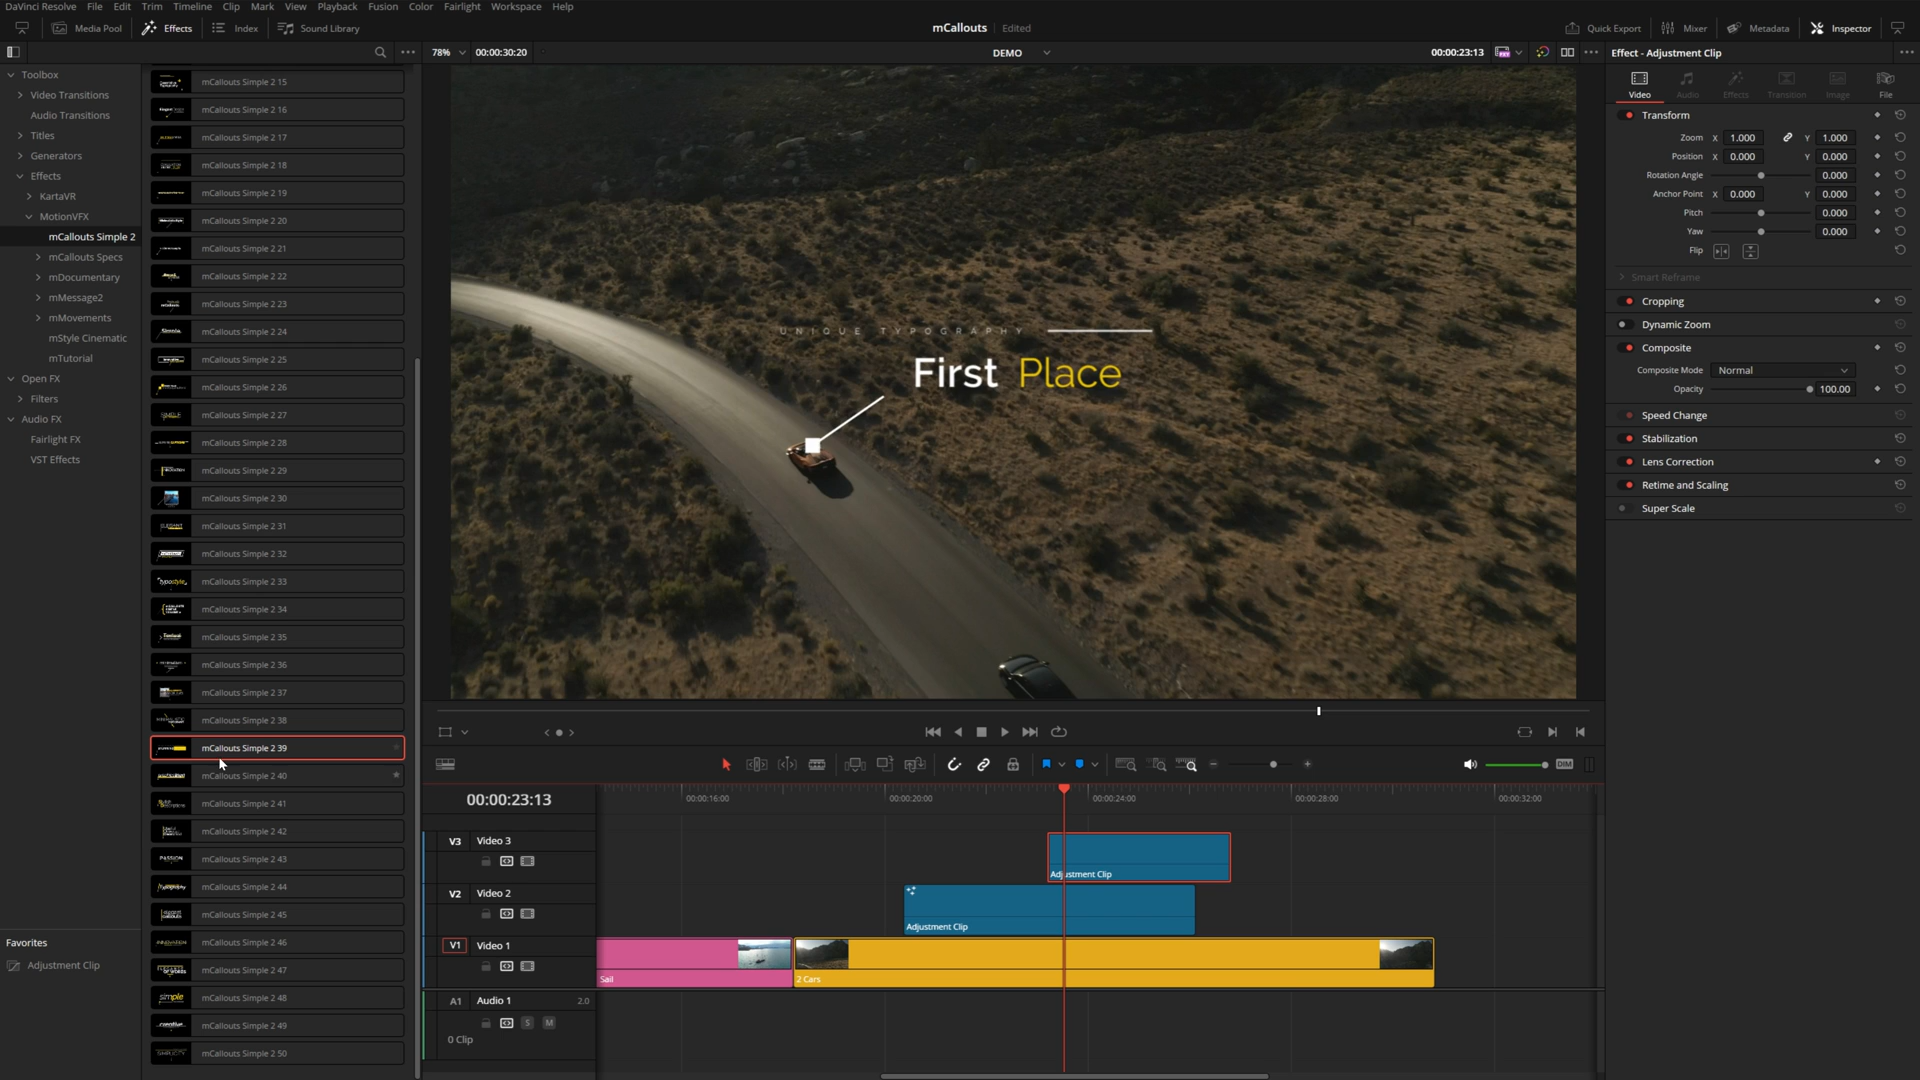 DaVinci Resolve File Edit Trim Timeline Clip Mark View Playback Fusion Color Fairlight Workspace Help
Media Pool Effects Index Sound Library mCallouts Edited Quick Export Mixer Metadata Inspector
78% 00:00:30:20 DEMO 00:00:23:13 Effect - Adjustment Clip
Toolbox
Video Transitions
Audio Transitions
Titles
Generators
Effects
KartaVR
MotionVFX
mCallouts Simple 2
mCallouts Specs
mDocumentary
mMessage2
mMovements
mStyle Cinematic
mTutorial
Open FX
Filters
Audio FX
Fairlight FX
VST Effects
Favorites
Adjustment Clip
mCallouts Simple 2 15
mCallouts Simple 2 16
mCallouts Simple 2 17
mCallouts Simple 2 18
mCallouts Simple 2 19
mCallouts Simple 2 20
mCallouts Simple 2 21
mCallouts Simple 2 22
mCallouts Simple 2 23
mCallouts Simple 2 24
mCallouts Simple 2 25
mCallouts Simple 2 26
mCallouts Simple 2 27
mCallouts Simple 2 28
mCallouts Simple 2 29
mCallouts Simple 2 30
mCallouts Simple 2 31
mCallouts Simple 2 32
mCallouts Simple 2 33
mCallouts Simple 2 34
mCallouts Simple 2 35
mCallouts Simple 2 36
mCallouts Simple 2 37
mCallouts Simple 2 38
mCallouts Simple 2 39
mCallouts Simple 2 40
mCallouts Simple 2 41
mCallouts Simple 2 42
PASSION mCallouts Simple 2 43
mCallouts Simple 2 44
mCallouts Simple 2 45
mCallouts Simple 2 46
mCallouts Simple 2 47
simple mCallouts Simple 2 48
creative mCallouts Simple 2 49
mCallouts Simple 2 50
UNIQUE TYPOGRAPHY
First Place
Video Audio Effects Transition Image File
Transform
Zoom X 1.000 Y 1.000
Position X 0.000 Y 0.000
Rotation Angle 0.000
Anchor Point X 0.000 Y 0.000
Pitch 0.000
Yaw 0.000
Flip
Smart Reframe
Cropping
Dynamic Zoom
Composite
Composite Mode Normal
Opacity 100.00
Speed Change
Stabilization
Lens Correction
Retime and Scaling
Super Scale
DIM
00:00:23:13 00:00:16:00 00:00:20:00 00:00:24:00 00:00:28:00 00:00:32:00
V3 Video 3
Adjustment Clip
V2 Video 2
Adjustment Clip
V1 Video 1
Sail 2 Cars
A1 Audio 1 2.0
S M
0 Clip